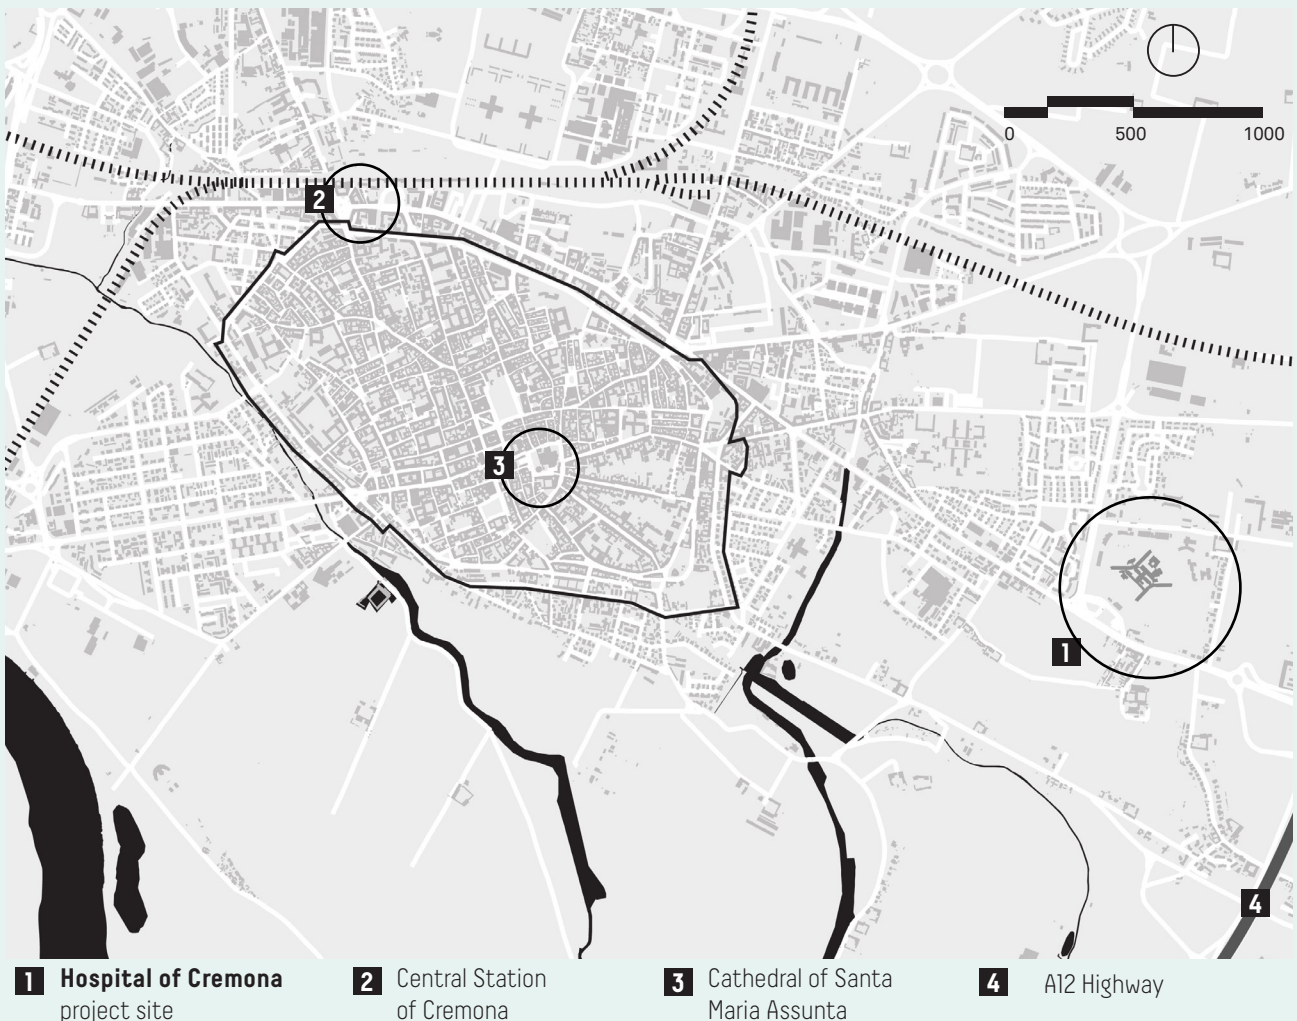 0 500 1000
2
3
1
4
1 Hospital of Cremona
project site
2 Central Station
of Cremona
3 Cathedral of Santa
Maria Assunta
4 A12 Highway